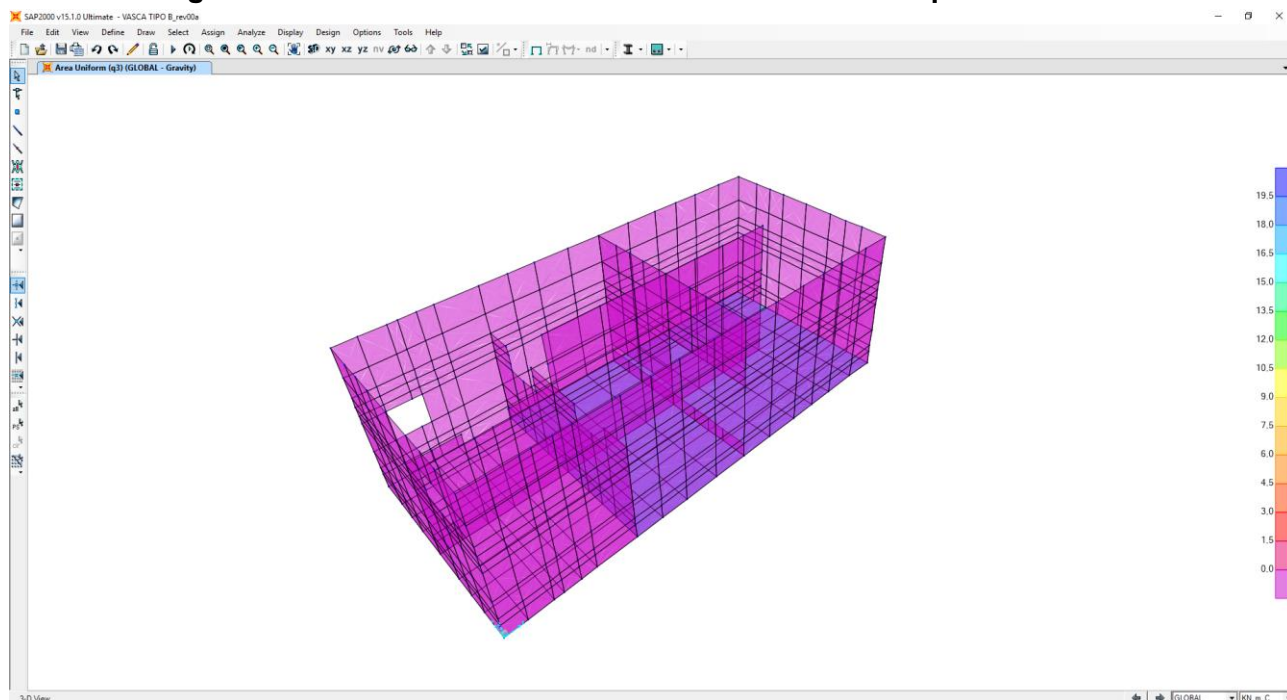 SAP2000 v15.1.0 Ultimate - VASCA TIPO B_rev00a
File Edit View Define Draw Select Assign Analyze Display Design Options Tools Help
xy xz yz nv nd
Area Uniform (q3) (GLOBAL - Gravity)
19.5
18.0
16.5
15.0
13.5
12.0
10.5
9.0
7.5
6.0
4.5
3.0
1.5
0.0
3-D View
GLOBAL
KN, m, C